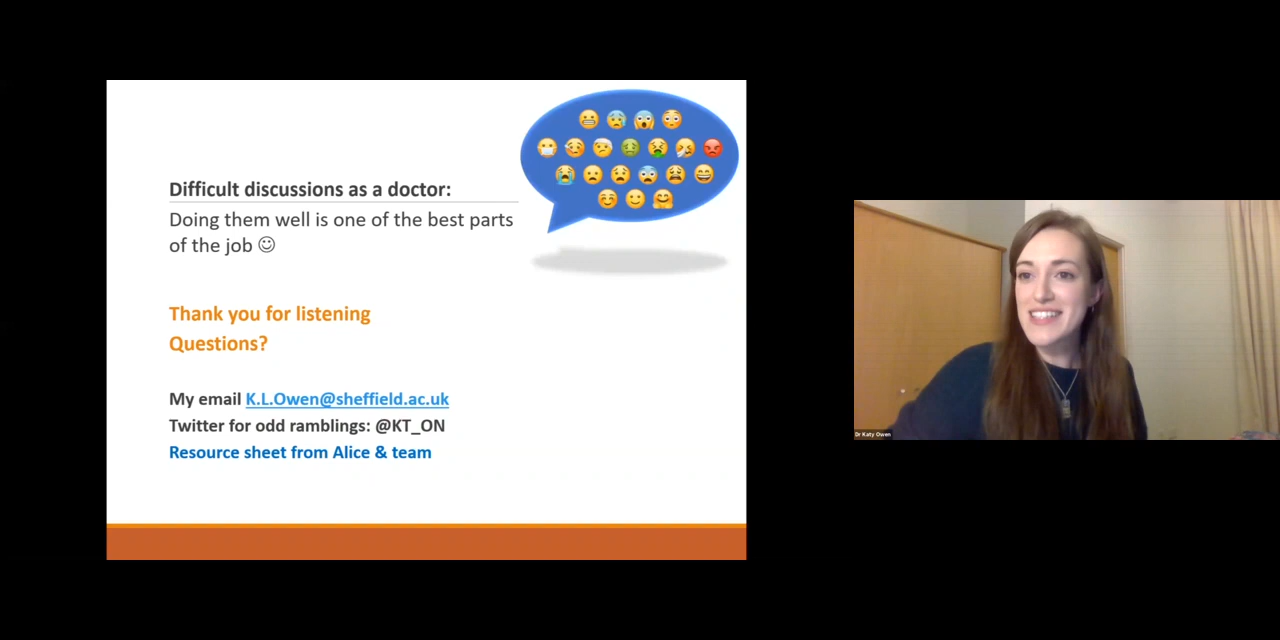 Difficult discussions as a doctor:
Doing them well is one of the best parts
of the job ☺
Thank you for listening
Questions?
My email K.L.Owen@sheffield.ac.uk
Twitter for odd ramblings: @KT_ON
Resource sheet from Alice & team
Dr Katy Owen